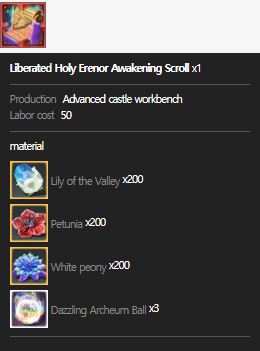 Liberated Holy Erenor Awakening Scroll x1
Production Advanced castle workbench
Labor cost 50
material
Lily of the Valley x200
Petunia x200
White peony x200
Dazzling Archeum Ball x3